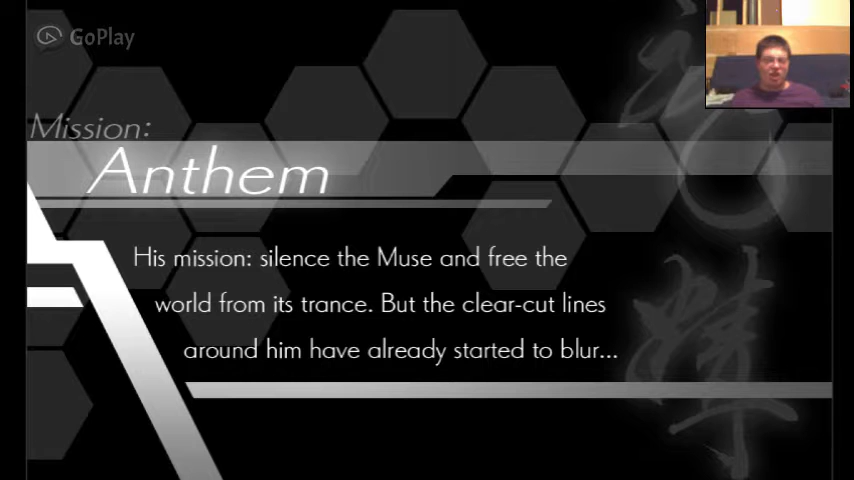 GoPlay
Mission:
Anthem
His mission: silence the Muse and free the
world from its trance. But the clear-cut lines
around him have already started to blur...